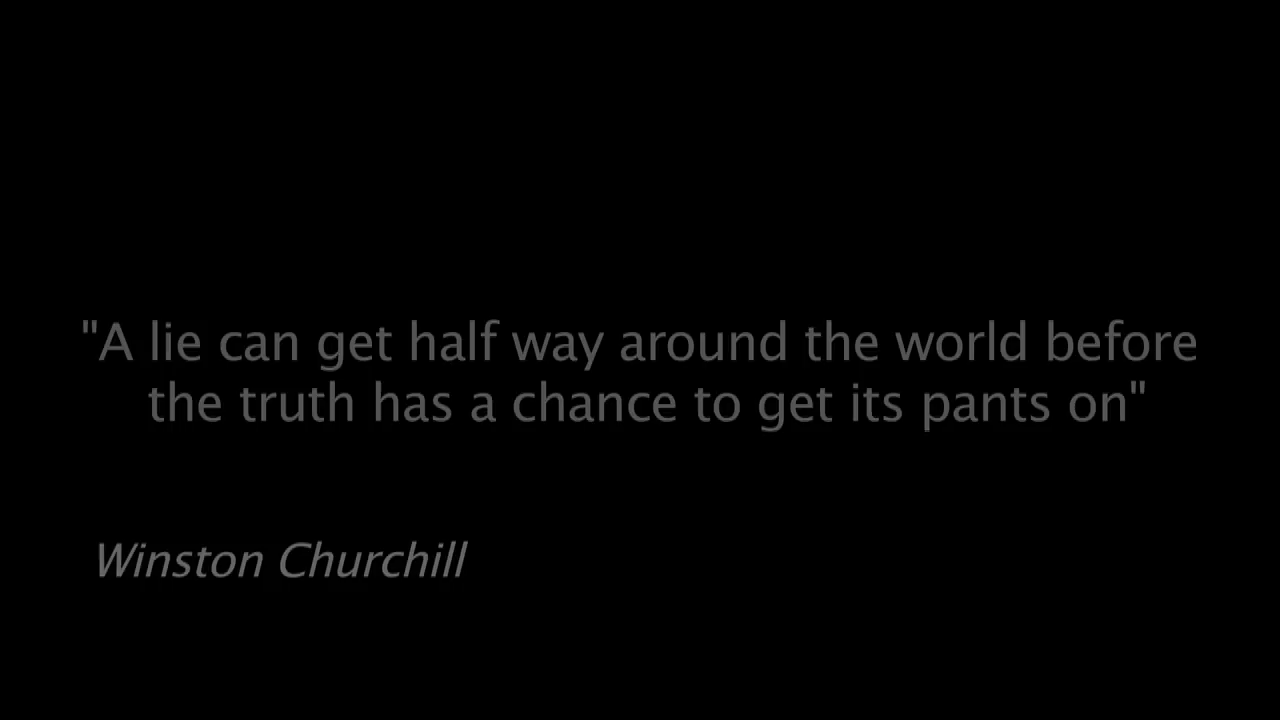 "A lie can get half way around the world before
the truth has a chance to get its pants on"
Winston Churchill